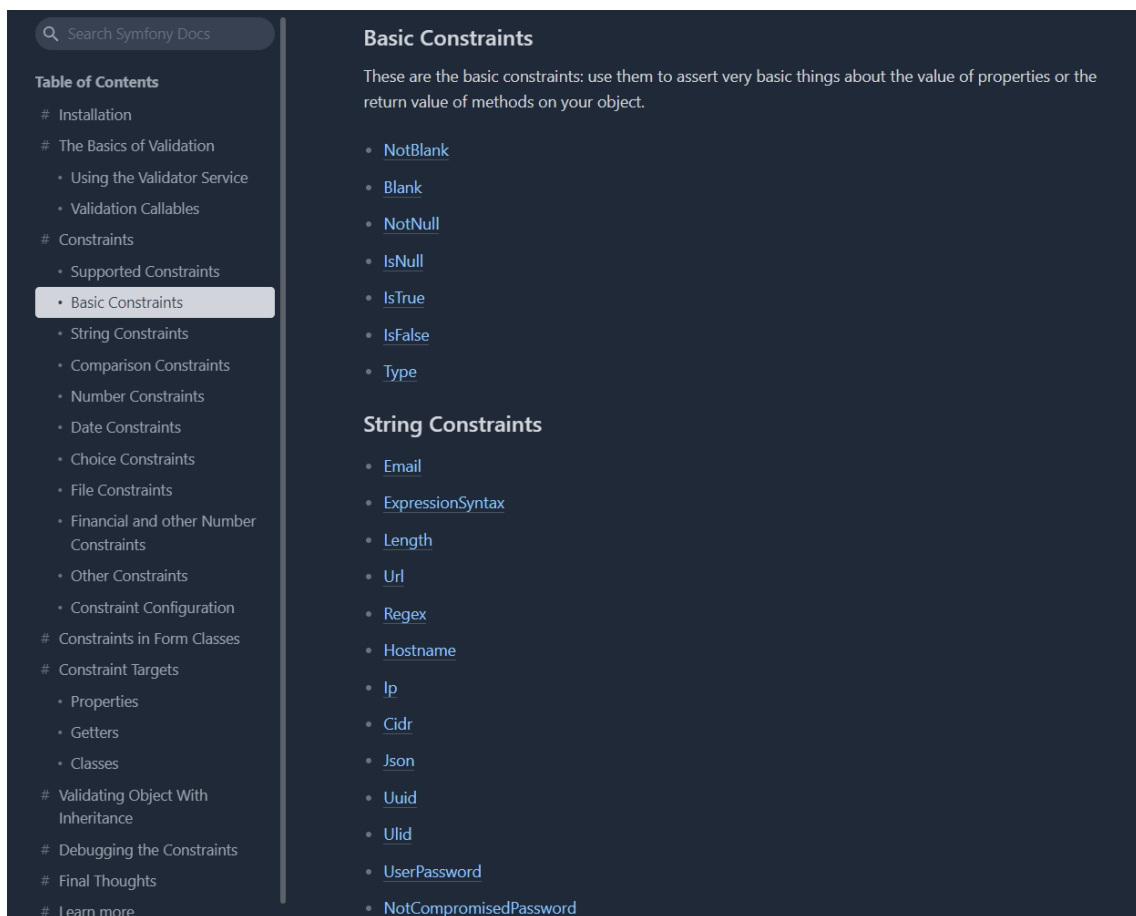 Search Symfony Docs
Table of Contents
# Installation
# The Basics of Validation
• Using the Validator Service
• Validation Callables
# Constraints
• Supported Constraints
• Basic Constraints
• String Constraints
• Comparison Constraints
• Number Constraints
• Date Constraints
• Choice Constraints
• File Constraints
• Financial and other Number
Constraints
• Other Constraints
• Constraint Configuration
# Constraints in Form Classes
# Constraint Targets
• Properties
• Getters
• Classes
# Validating Object With
Inheritance
# Debugging the Constraints
# Final Thoughts
# Learn more
Basic Constraints
These are the basic constraints: use them to assert very basic things about the value of properties or the
return value of methods on your object.
• NotBlank
• Blank
• NotNull
• IsNull
• IsTrue
• IsFalse
• Type
String Constraints
• Email
• ExpressionSyntax
• Length
• Url
• Regex
• Hostname
• Ip
• Cidr
• Json
• Uuid
• Ulid
• UserPassword
• NotCompromisedPassword